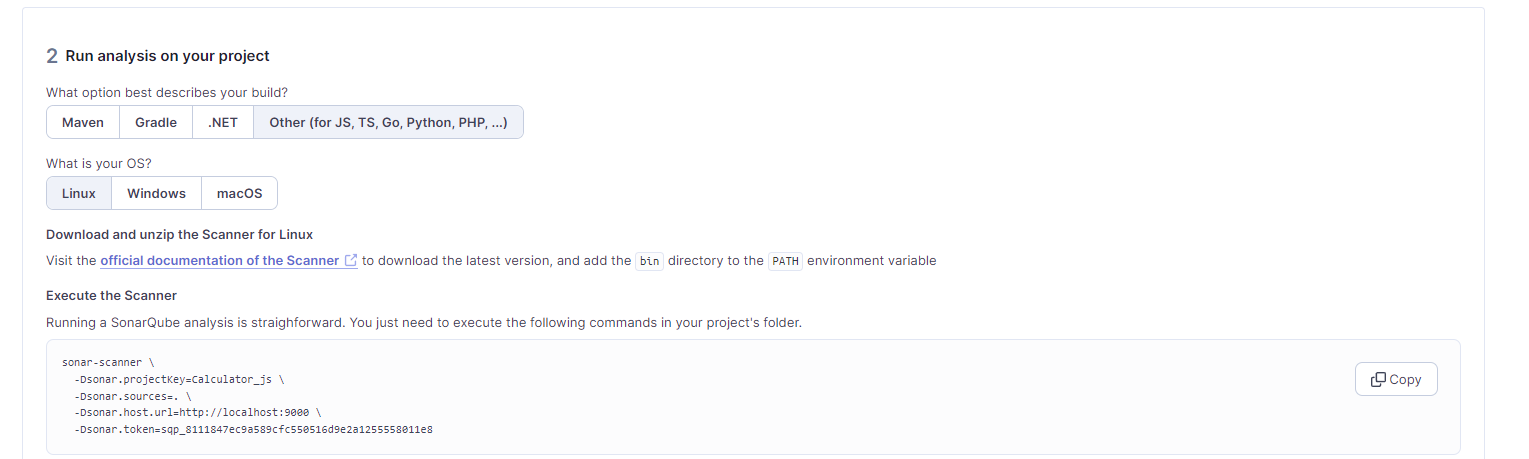 2 Run analysis on your project
What option best describes your build?
Maven Gradle .NET Other (for JS, TS, Go, Python, PHP, ...)
What is your OS?
Linux Windows macOS
Download and unzip the Scanner for Linux
Visit the official documentation of the Scanner to download the latest version, and add the bin directory to the PATH environment variable
Execute the Scanner
Running a SonarQube analysis is straighforward. You just need to execute the following commands in your project's folder.
sonar-scanner \
-Dsonar.projectKey=Calculator_js \
-Dsonar.sources=. \
-Dsonar.host.url=http://localhost:9000 \
-Dsonar.token=sqp_8111847ec9a589cfc550516d9e2a1255558011e8
Copy